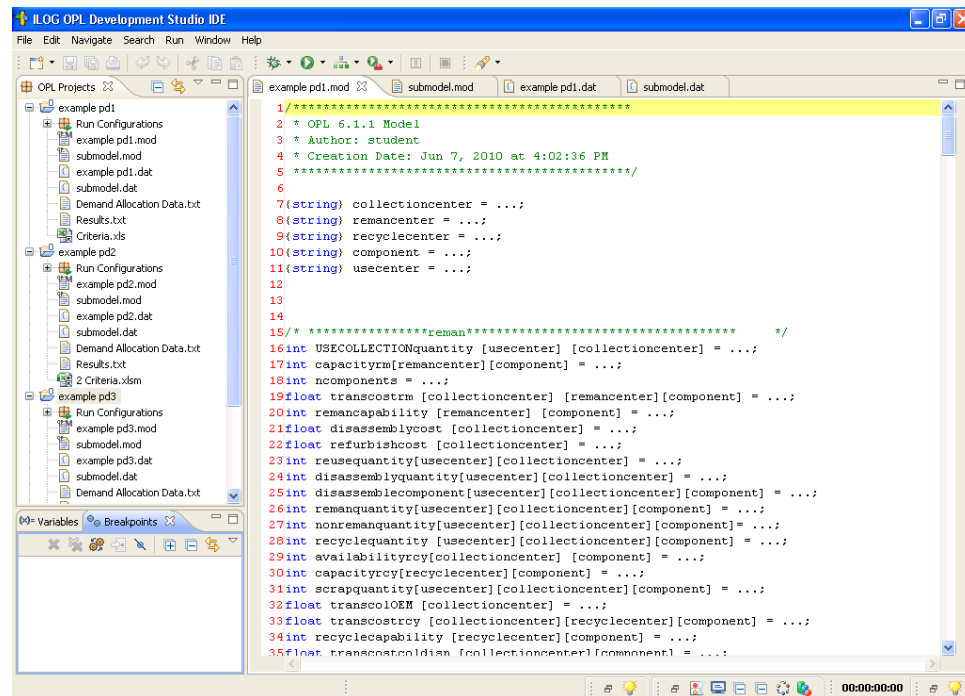 ILOG OPL Development Studio IDE
File Edit Navigate Search Run Window Help
OPL Projects
example pd1
Run Configurations
example pd1.mod
submodel.mod
example pd1.dat
submodel.dat
Demand Allocation Data.txt
Results.txt
Criteria.xls
example pd2
Run Configurations
example pd2.mod
submodel.mod
example pd2.dat
submodel.dat
Demand Allocation Data.txt
Results.txt
2 Criteria.xlsm
example pd3
Run Configurations
example pd3.mod
submodel.mod
example pd3.dat
submodel.dat
Demand Allocation Data.txt
(x)= Variables Breakpoints
example pd1.mod submodel.mod example pd1.dat submodel.dat
1/*********************************************
2 * OPL 6.1.1 Model
3 * Author: student
4 * Creation Date: Jun 7, 2010 at 4:02:36 PM
5 *********************************************/
6
7{string} collectioncenter = ...;
8{string} remancenter = ...;
9{string} recyclecenter = ...;
10{string} component = ...;
11{string} usecenter = ...;
12
13
14
15/* ****************reman************************************ */
16int USECOLLECTIONquantity [usecenter] [collectioncenter] = ...;
17int capacityrm[remancenter][component] = ...;
18int ncomponents = ...;
19float transcostrm [collectioncenter] [remancenter][component] = ...;
20int remancapability [remancenter] [component] = ...;
21float disassemblycost [collectioncenter] = ...;
22float refurbishcost [collectioncenter] = ...;
23int reusequantity[usecenter][collectioncenter] = ...;
24int disassemblyquantity[usecenter][collectioncenter] = ...;
25int disassemblecomponent[usecenter][collectioncenter][component] = ...;
26int remanquantity[usecenter][collectioncenter][component] = ...;
27int nonremanquantity[usecenter][collectioncenter][component]= ...;
28int recyclequantity [usecenter][collectioncenter][component] = ...;
29int availabilityrcy[collectioncenter] [component] = ...;
30int capacityrcy[recyclecenter][component] = ...;
31int scrapquantity[usecenter][collectioncenter][component] = ...;
32float transcolOEM [collectioncenter] = ...;
33float transcostrcy [collectioncenter][recyclecenter][component] = ...;
34int recyclecapability [recyclecenter][component] = ...;
35float transcostcoldisp [collectioncenter][component] = ...;
00:00:00:00